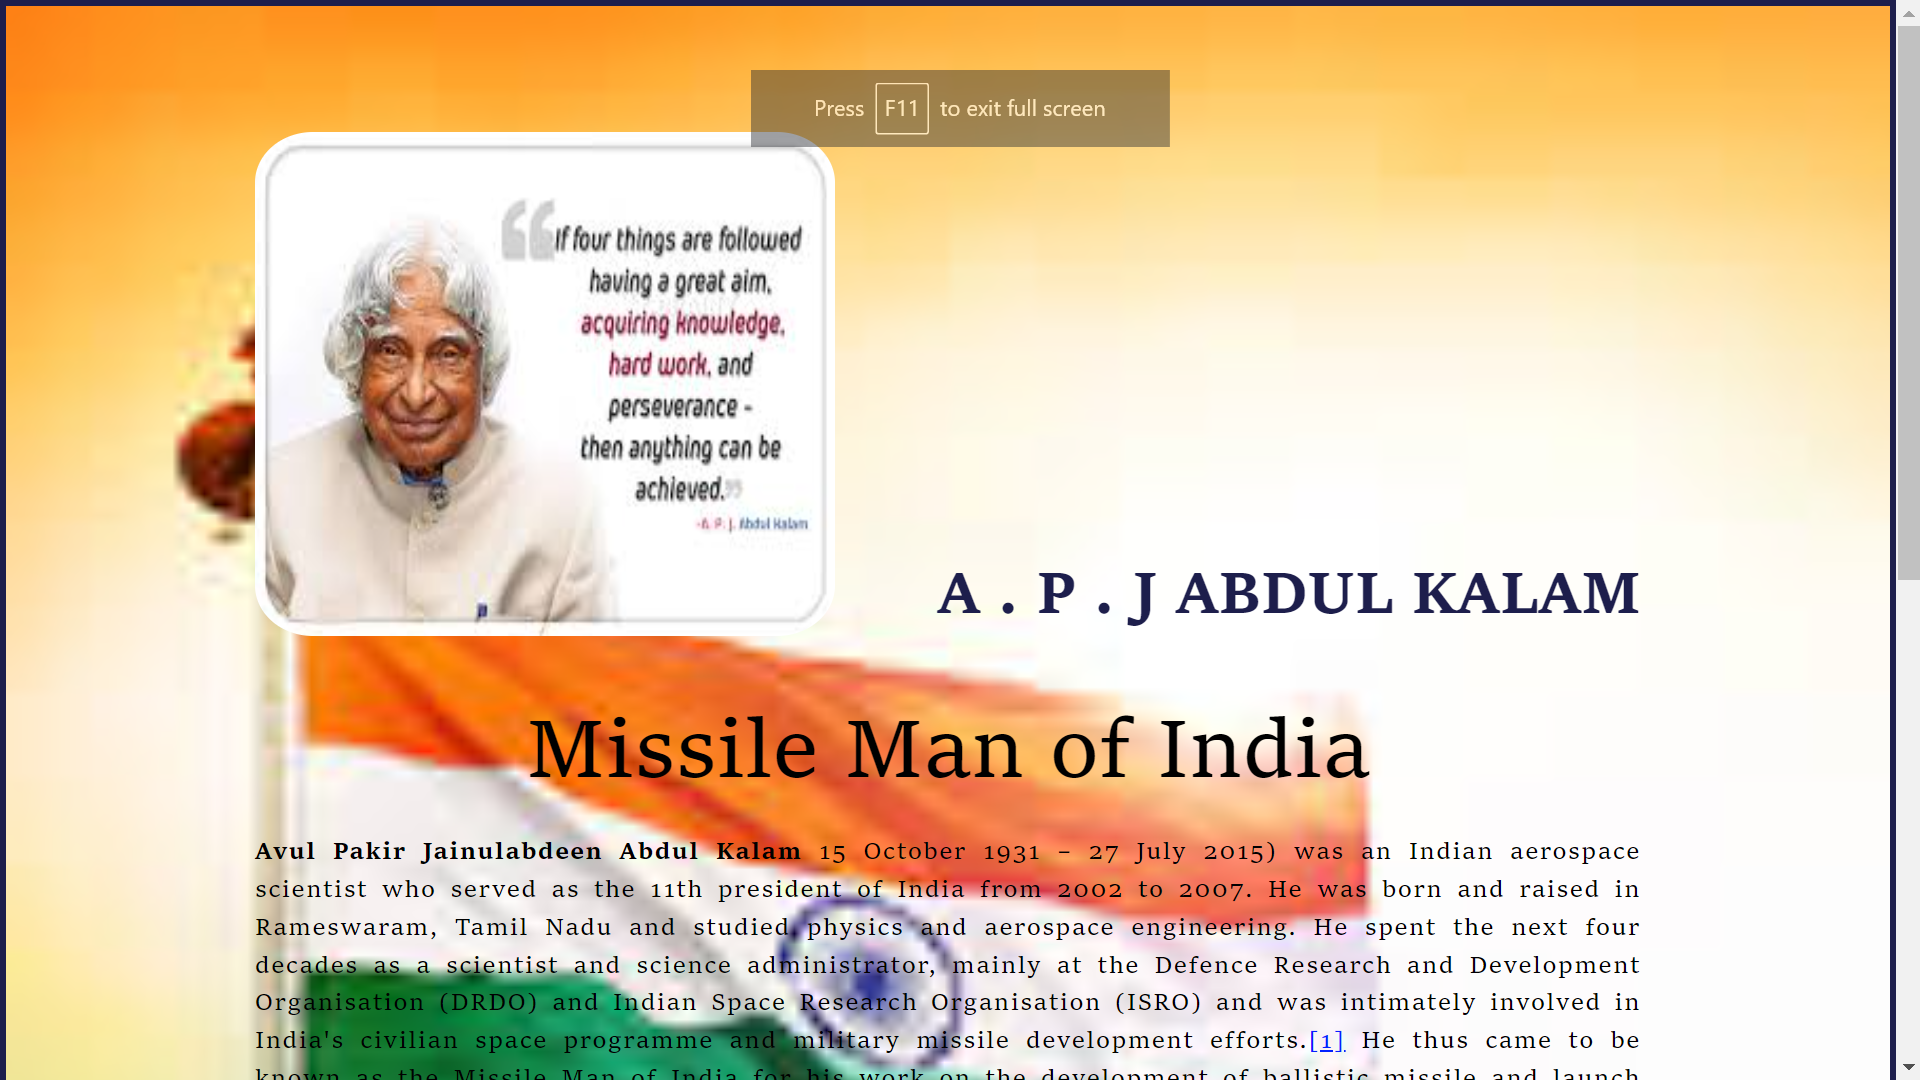 Press F11 to exit full screen
“If four things are followed
having a great aim,
acquiring knowledge,
hard work, and
perseverance -
then anything can be
achieved.”
-A. P. J. Abdul Kalam
A . P . J ABDUL KALAM
Missile Man of India
Avul Pakir Jainulabdeen Abdul Kalam 15 October 1931 – 27 July 2015) was an Indian aerospace
scientist who served as the 11th president of India from 2002 to 2007. He was born and raised in
Rameswaram, Tamil Nadu and studied physics and aerospace engineering. He spent the next four
decades as a scientist and science administrator, mainly at the Defence Research and Development
Organisation (DRDO) and Indian Space Research Organisation (ISRO) and was intimately involved in
India's civilian space programme and military missile development efforts.[1] He thus came to be
known as the Missile Man of India for his work on the development of ballistic missile and launch